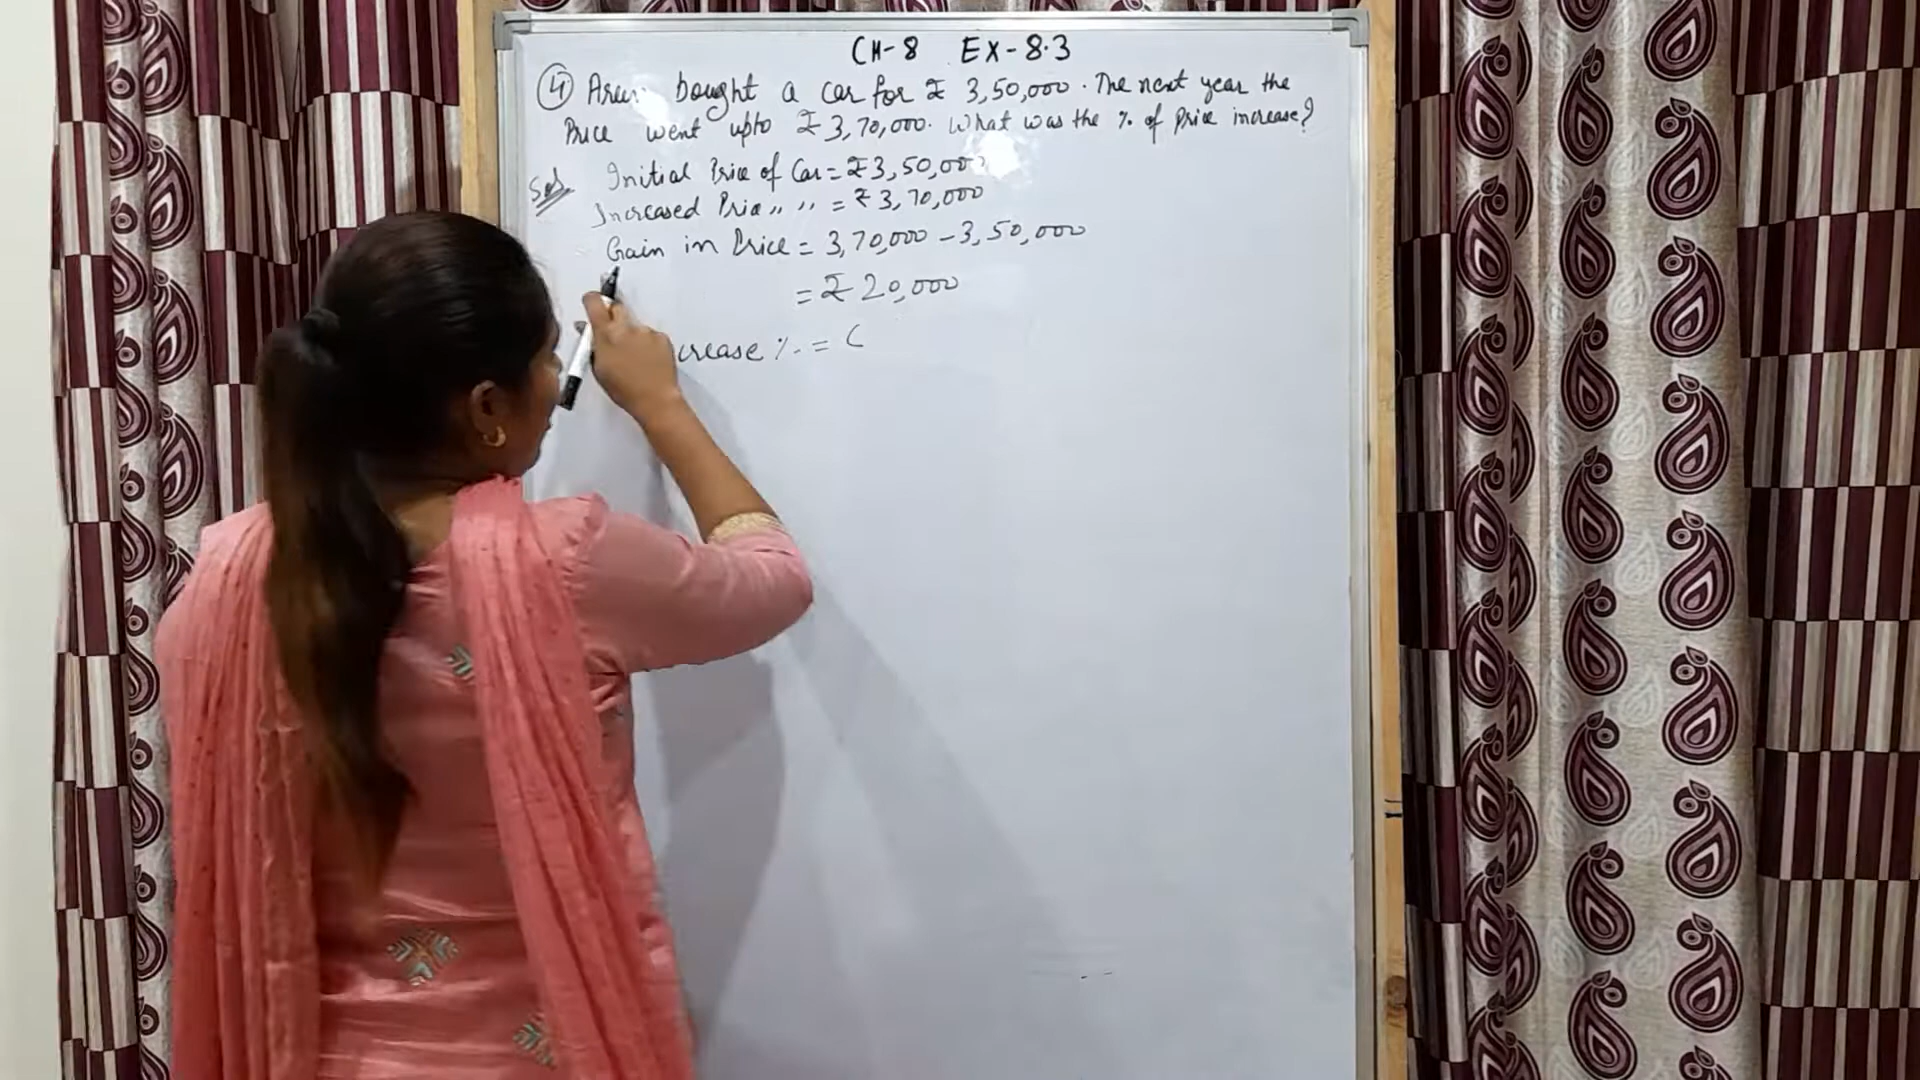 CH-8 EX-8.3
④ Arun bought a car for ₹ 3,50,000. The next year the
Price went upto ₹ 3,70,000. What was the % of Price increase?
Sol Initial Price of Car = ₹ 3,50,000
Increased Price " " = ₹ 3,70,000
Gain in Price = 3,70,000 - 3,50,000
= ₹ 20,000
crease % = (